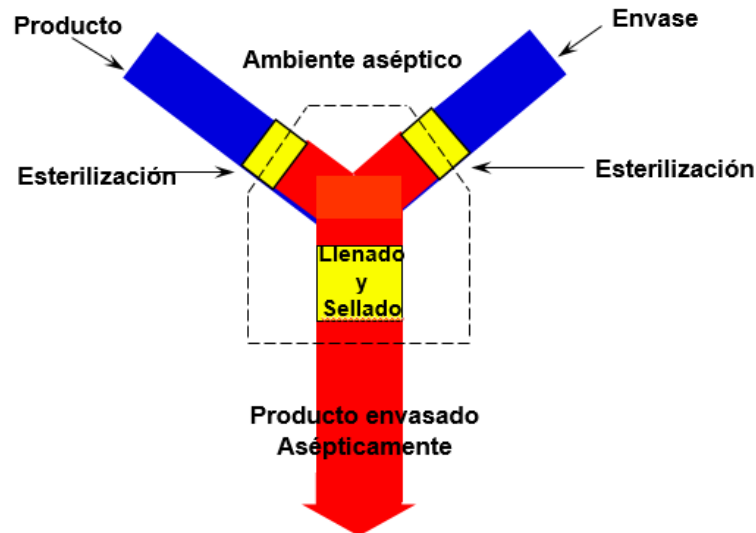 Producto
Envase
Ambiente aséptico
Esterilización
Esterilización
Llenado
y
Sellado
Producto envasado
Asépticamente